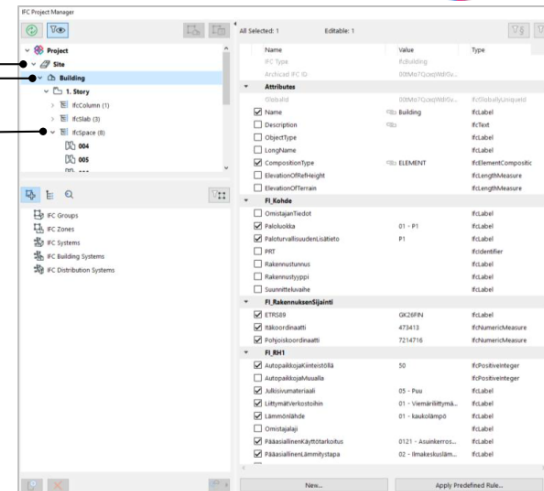 IFC Project Manager
All Selected: 1 Editable: 1
Project
Site
Building
1. Story
IfcColumn (1)
IfcSlab (3)
IfcSpace (8)
004
005
IFC Groups
IFC Zones
IFC Systems
IFC Building Systems
IFC Distribution Systems
Name Value Type
IFC Type IfcBuilding
Archicad IFC ID
Attributes
GlobalId IfcGloballyUniqueId
Name Building IfcLabel
Description IfcText
ObjectType IfcLabel
LongName IfcLabel
CompositionType ELEMENT IfcElementCompositic
ElevationOfRefHeight IfcLengthMeasure
ElevationOfTerrain IfcLengthMeasure
FI_Kohde
OmistajanTiedot IfcLabel
Paloluokka 01 - P1 IfcLabel
PaloturvallisuudenLisätieto P1 IfcLabel
PRT IfcIdentifier
Rakennustunnus IfcLabel
Rakennustyyppi IfcLabel
Suunnitteluvaihe IfcLabel
FI_RakennuksenSijainti
ETRS89 GK26FIN IfcLabel
Itäkoordinaatti 473413 IfcNumericMeasure
Pohjoiskoordinaatti 7214716 IfcNumericMeasure
FI_RH1
AutopaikkojaKiinteistöllä 50 IfcPositiveInteger
AutopaikkojaMuualla IfcPositiveInteger
Julkisivumateriaali 05 - Puu IfcLabel
LiittymätVerkostoihin 01 - Viemäriliittymä... IfcLabel
Lämmönlähde 01 - kaukolämpö IfcLabel
Omistajalaji IfcLabel
PääasiallinenKäyttötarkoitus 0121 - Asuinkerros... IfcLabel
PääasiallinenLämmitystapa 02 - Ilmakeskusläm... IfcLabel
New... Apply Predefined Rule...